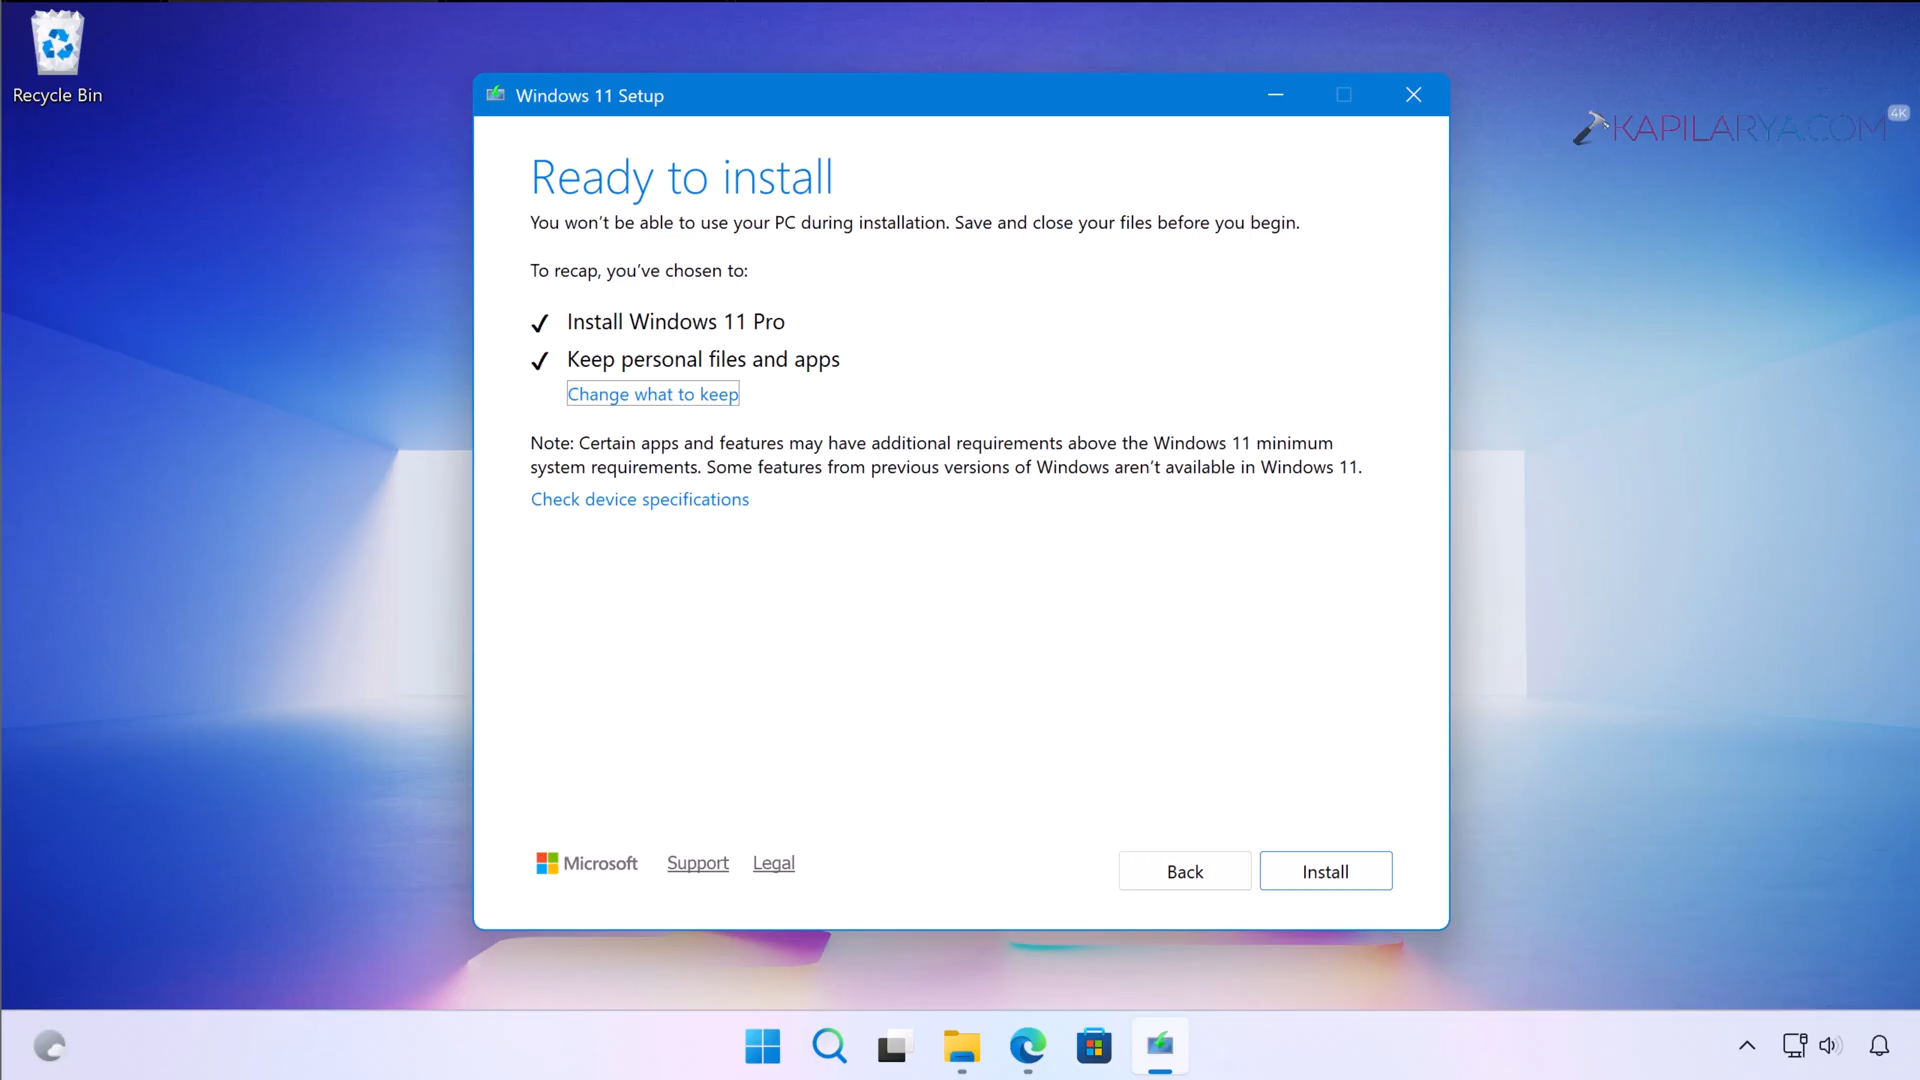 Recycle Bin
Windows 11 Setup
KAPILARYA.COM
4K
Ready to install
You won't be able to use your PC during installation. Save and close your files before you begin.
To recap, you've chosen to:
Install Windows 11 Pro
Keep personal files and apps
Change what to keep
Note: Certain apps and features may have additional requirements above the Windows 11 minimum
system requirements. Some features from previous versions of Windows aren't available in Windows 11.
Check device specifications
Microsoft Support Legal
Back Install